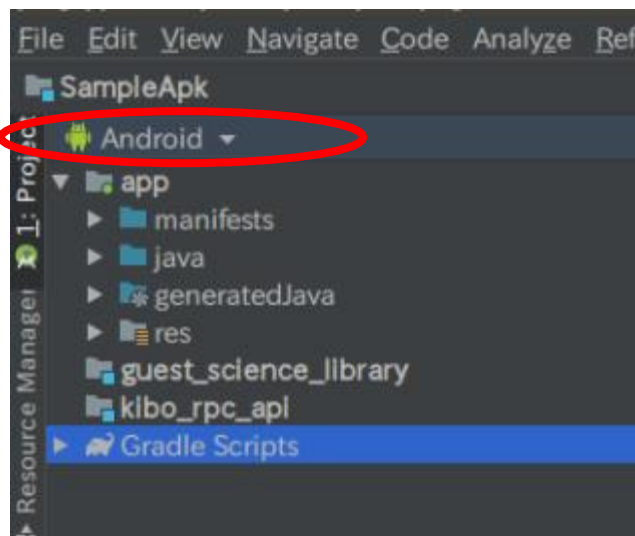 File Edit View Navigate Code Analyze Ref
SampleApk
Android
app
manifests
java
generatedJava
res
guest_science_library
kibo_rpc_api
Gradle Scripts
1: Project
Resource Manager